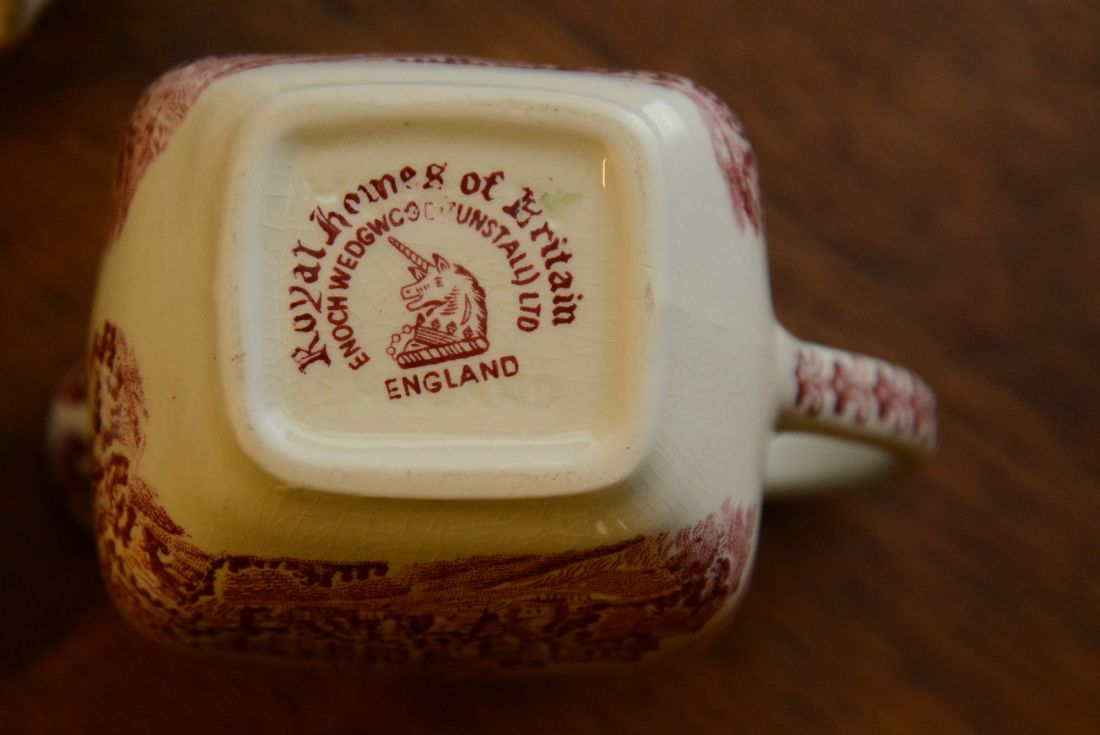 Royal homes of Britain
ENOCH WEDGWOOD (TUNSTALL) LTD
ENGLAND